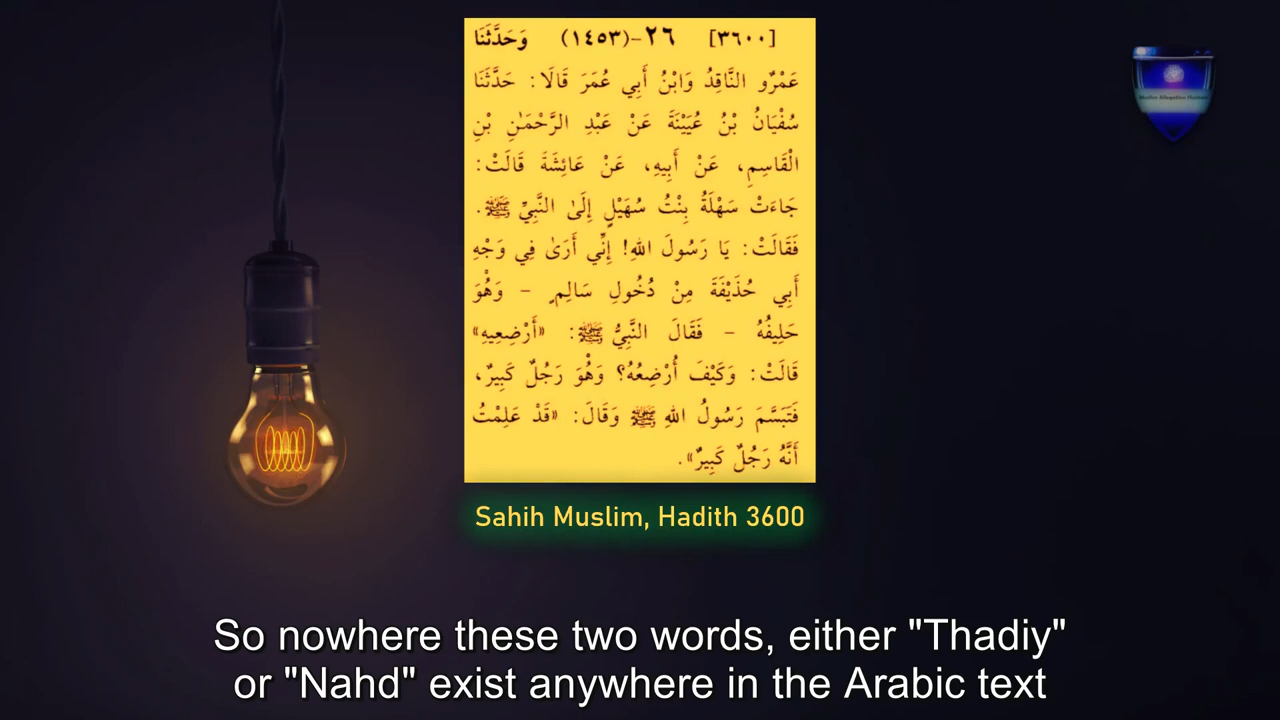 [٣٦٠٠] ٢٦-(١٤٥٣) وَحَدَّثَنَا
عَمْرٌو النَّاقِدُ وَابْنُ أَبِي عُمَرَ قَالَا: حَدَّثَنَا
سُفْيَانُ بْنُ عُيَيْنَةَ عَنْ عَبْدِ الرَّحْمَٰنِ بْنِ
الْقَاسِمِ، عَنْ أَبِيهِ، عَنْ عَائِشَةَ قَالَتْ:
جَاءَتْ سَهْلَةُ بِنْتُ سُهَيْلٍ إِلَى النَّبِيِّ ﷺ.
فَقَالَتْ: يَا رَسُولَ اللهِ! إِنِّي أَرَىٰ فِي وَجْهِ
أَبِي حُذَيْفَةَ مِنْ دُخُولِ سَالِمٍ - وَهُوَ
حَلِيفُهُ - فَقَالَ النَّبِيُّ ﷺ: «أَرْضِعِيهِ»
قَالَتْ: وَكَيْفَ أُرْضِعُهُ؟ وَهُوَ رَجُلٌ كَبِيرٌ،
فَتَبَسَّمَ رَسُولُ اللهِ ﷺ وَقَالَ: «قَدْ عَلِمْتُ
أَنَّهُ رَجُلٌ كَبِيرٌ».
Sahih Muslim, Hadith 3600
So nowhere these two words, either "Thadiy"
or "Nahd" exist anywhere in the Arabic text